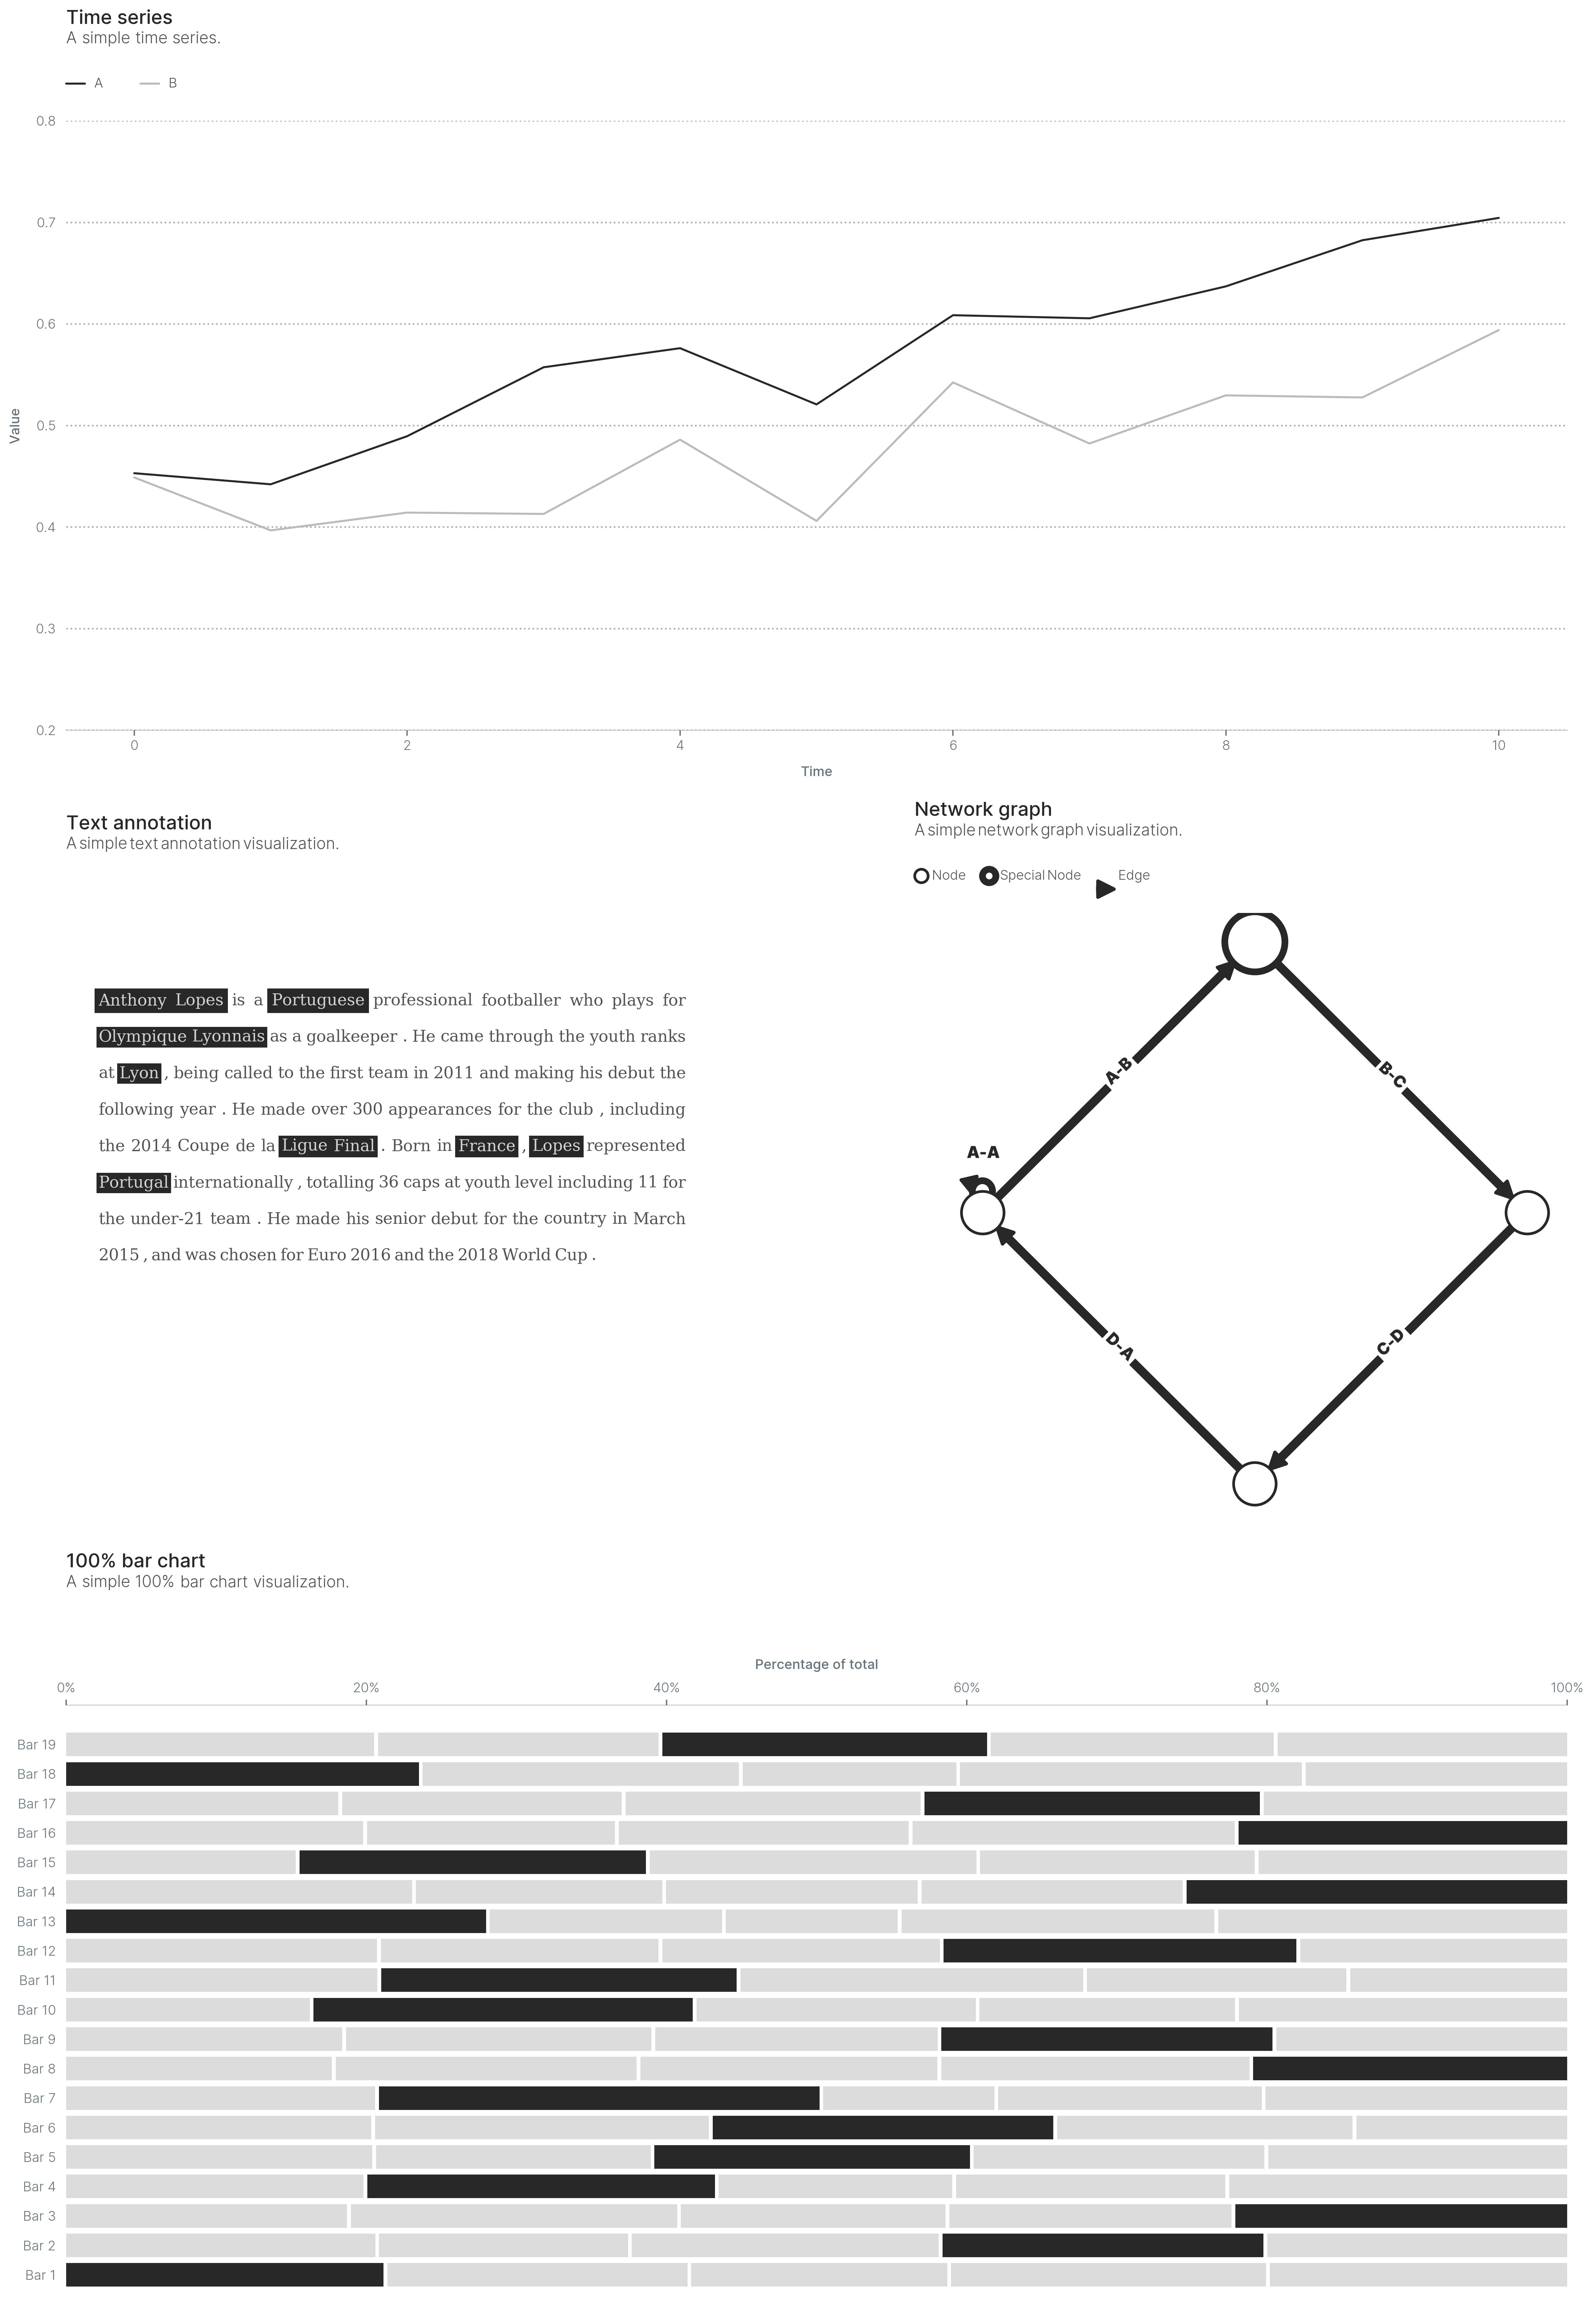 Time series
A simple time series.
A B
0.8
0.7
0.6
0.5
0.4
0.3
0.2
Value
0 2 4 6 8 10
Time
Text annotation
A simple text annotation visualization.
Anthony Lopes is a Portuguese professional footballer who plays for
Olympique Lyonnais as a goalkeeper . He came through the youth ranks
at Lyon , being called to the first team in 2011 and making his debut the
following year . He made over 300 appearances for the club , including
the 2014 Coupe de la Ligue Final . Born in France , Lopes represented
Portugal internationally , totalling 36 caps at youth level including 11 for
the under-21 team . He made his senior debut for the country in March
2015 , and was chosen for Euro 2016 and the 2018 World Cup .
Network graph
A simple network graph visualization.
Node Special Node Edge
A-B
B-C
A-A
D-A
C-D
100% bar chart
A simple 100% bar chart visualization.
Percentage of total
0% 20% 40% 60% 80% 100%
Bar 19
Bar 18
Bar 17
Bar 16
Bar 15
Bar 14
Bar 13
Bar 12
Bar 11
Bar 10
Bar 9
Bar 8
Bar 7
Bar 6
Bar 5
Bar 4
Bar 3
Bar 2
Bar 1